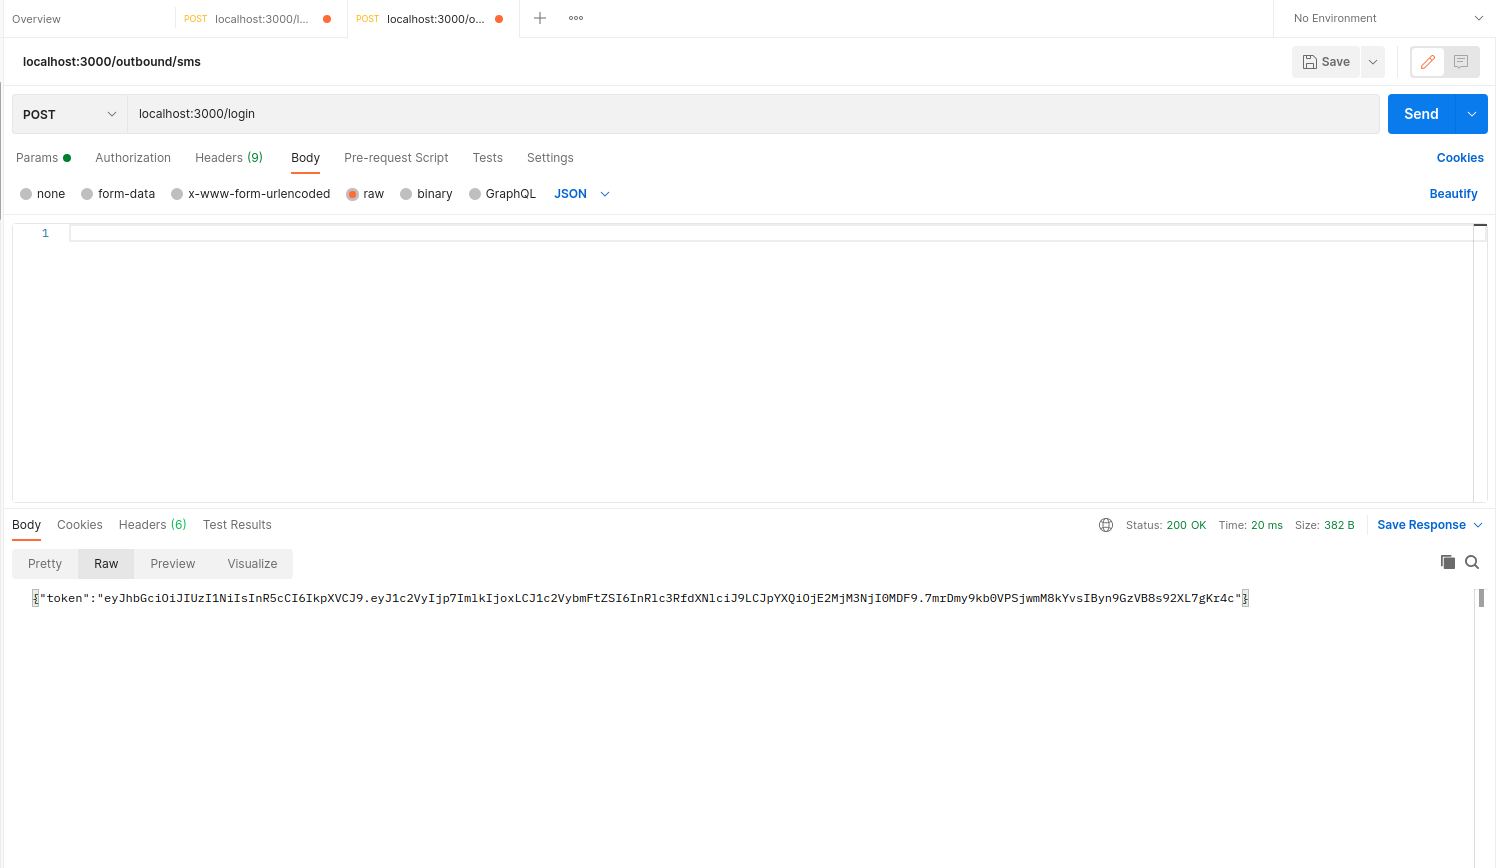 Overview POST localhost:3000/l... POST localhost:3000/o... No Environment
localhost:3000/outbound/sms Save
POST localhost:3000/login Send
Params Authorization Headers (9) Body Pre-request Script Tests Settings Cookies
none form-data x-www-form-urlencoded raw binary GraphQL JSON Beautify
1
Body Cookies Headers (6) Test Results Status: 200 OK Time: 20 ms Size: 382 B Save Response
Pretty Raw Preview Visualize
{"token":"eyJhbGciOiJIUzI1NiIsInR5cCI6IkpXVCJ9.eyJ1c2VyIjp7ImlkIjoxLCJ1c2VybmFtZSI6InRlc3RfdXNlciJ9LCJpYXQiOjE2MjM3NjI0MDF9.7mrDmy9kb0VPSjwmM8kYvsIByn9GzVB8s92XL7gKr4c"}